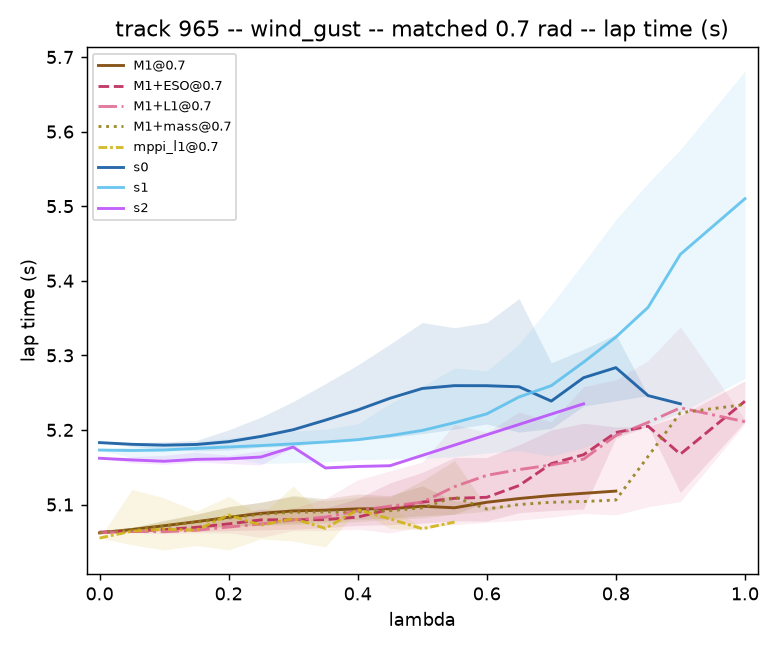 track 965 -- wind_gust -- matched 0.7 rad -- lap time (s)
M1@0.7
M1+ESO@0.7
M1+L1@0.7
M1+mass@0.7
mppi_l1@0.7
s0
s1
s2
lap time (s)
5.7
5.6
5.5
5.4
5.3
5.2
5.1
0.0 0.2 0.4 0.6 0.8 1.0
lambda